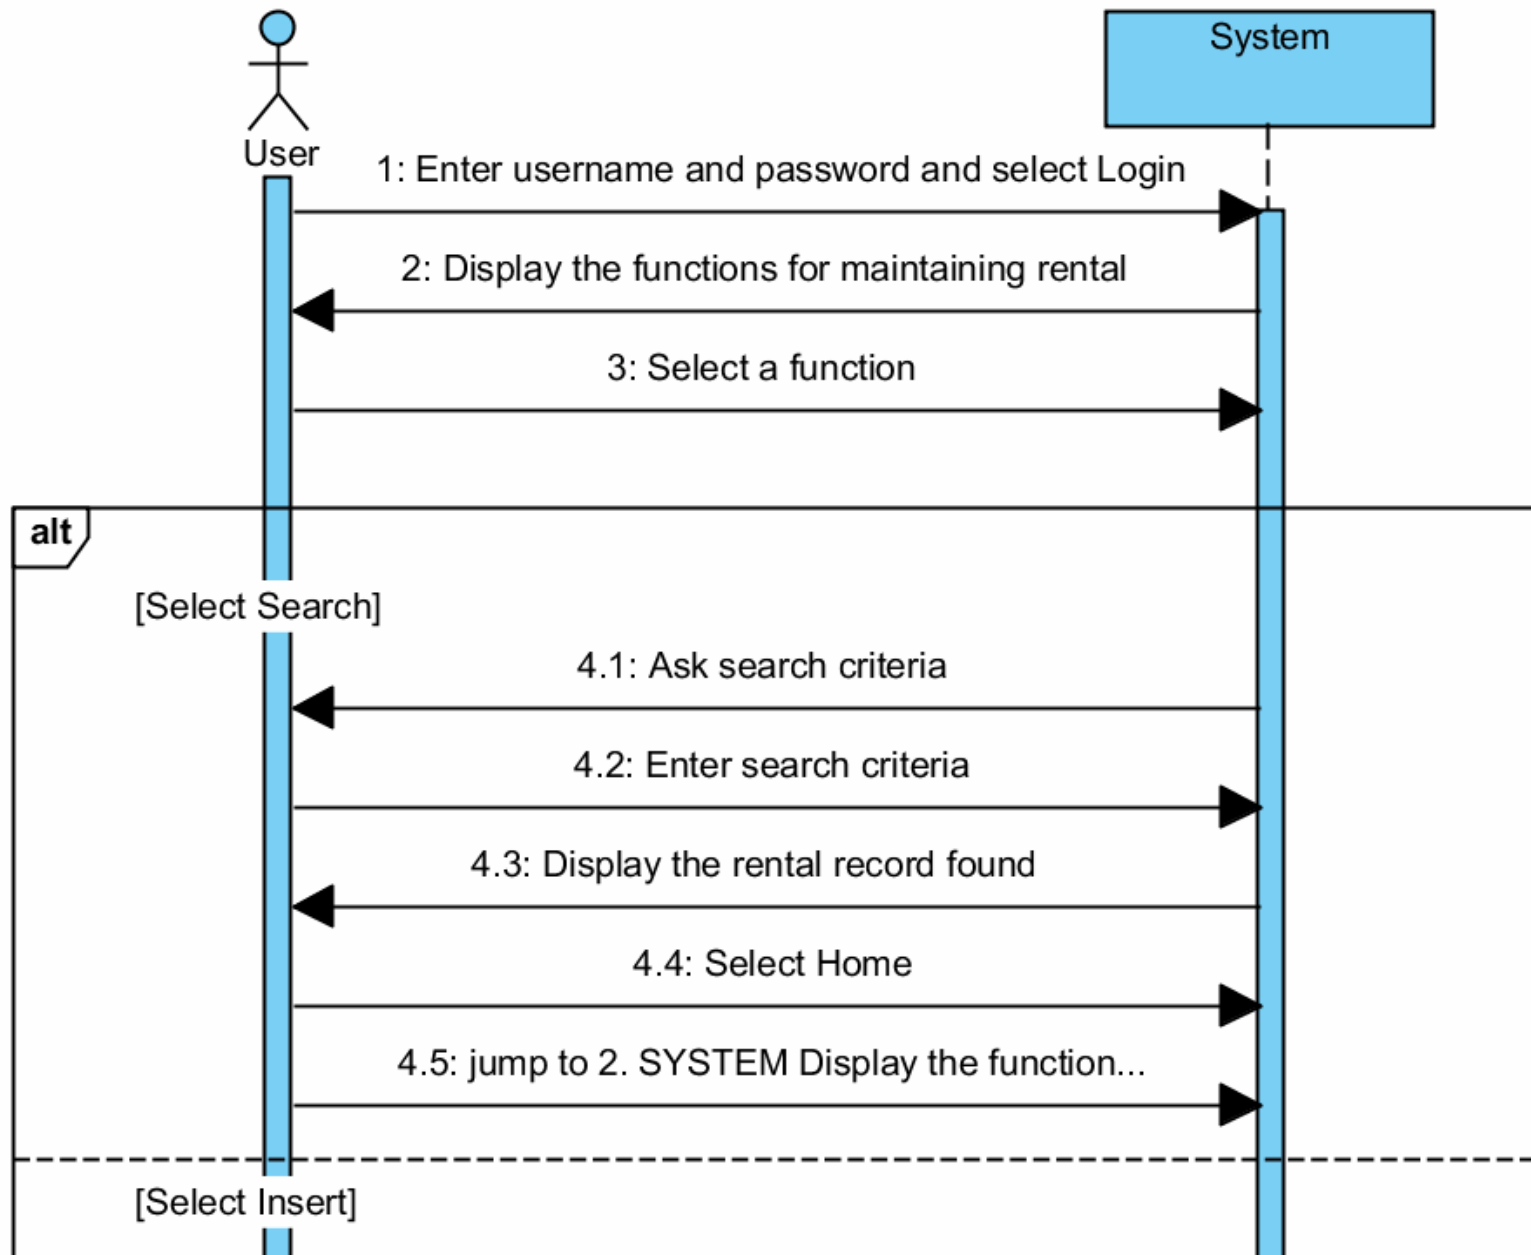 System
User
1: Enter username and password and select Login
2: Display the functions for maintaining rental
3: Select a function
alt
[Select Search]
4.1: Ask search criteria
4.2: Enter search criteria
4.3: Display the rental record found
4.4: Select Home
4.5: jump to 2. SYSTEM Display the function...
[Select Insert]